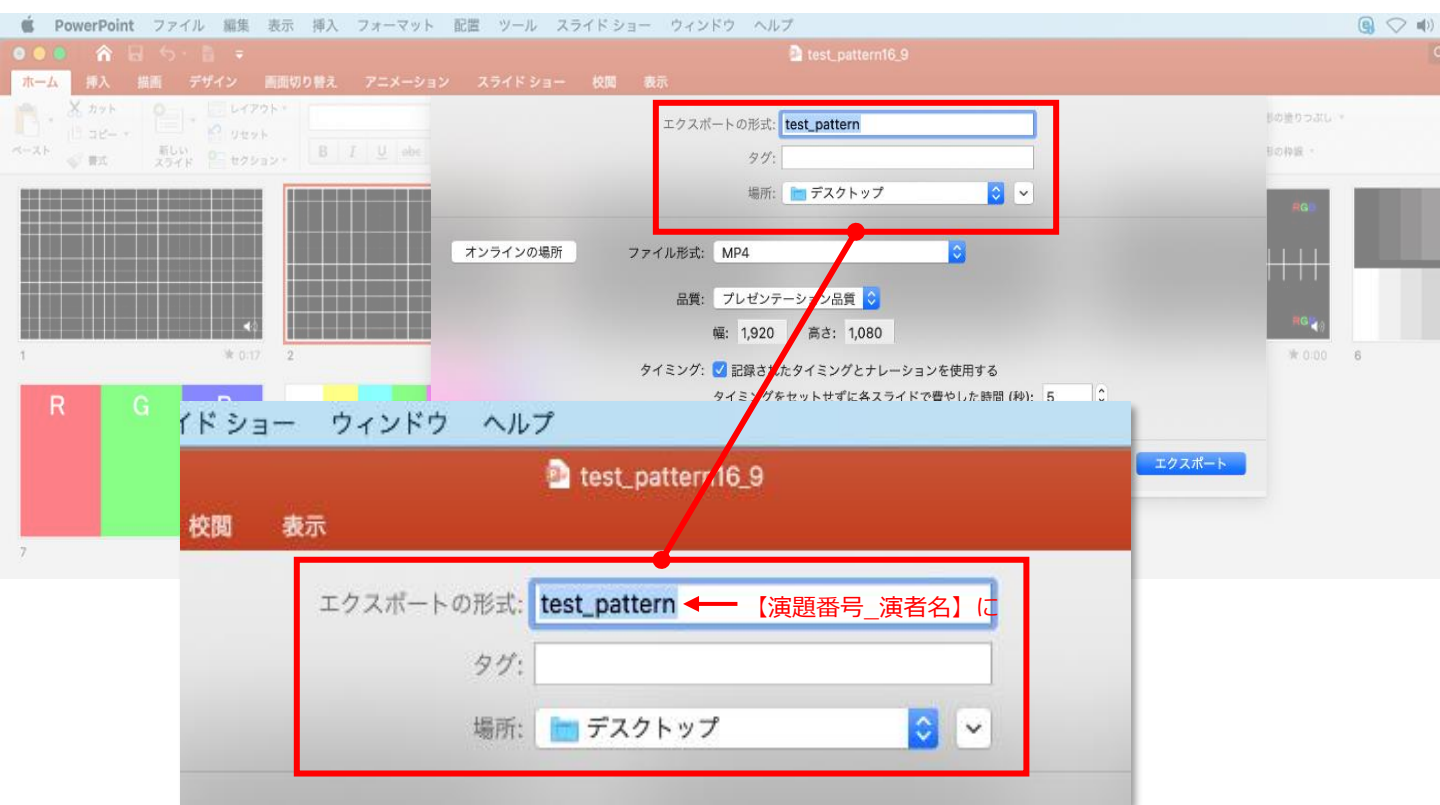 PowerPoint ファイル 編集 表示 挿入 フォーマット 配置 ツール スライド ショー ウィンドウ ヘルプ
test_pattern16_9
ホーム 挿入 描画 デザイン 画面切り替え アニメーション スライド ショー 校閲 表示
ペースト
カット
コピー
書式
新しい
スライド
レイアウト
リセット
セクション
B I U abc
形の塗りつぶし
形の枠線
エクスポートの形式: test_pattern
タグ:
場所: デスクトップ
オンラインの場所 ファイル形式: MP4
品質: プレゼンテーション品質
幅: 1,920 高さ: 1,080
タイミング: 記録されたタイミングとナレーションを使用する
タイミングをセットせずに各スライドで費やした時間 (秒): 5
エクスポート
RGB
RGB
1 0:17 2 0:00 6
R G B
7
イド ショー ウィンドウ ヘルプ
test_pattern16_9
校閲 表示
エクスポートの形式: test_pattern 【演題番号_演者名】に
タグ:
場所: デスクトップ